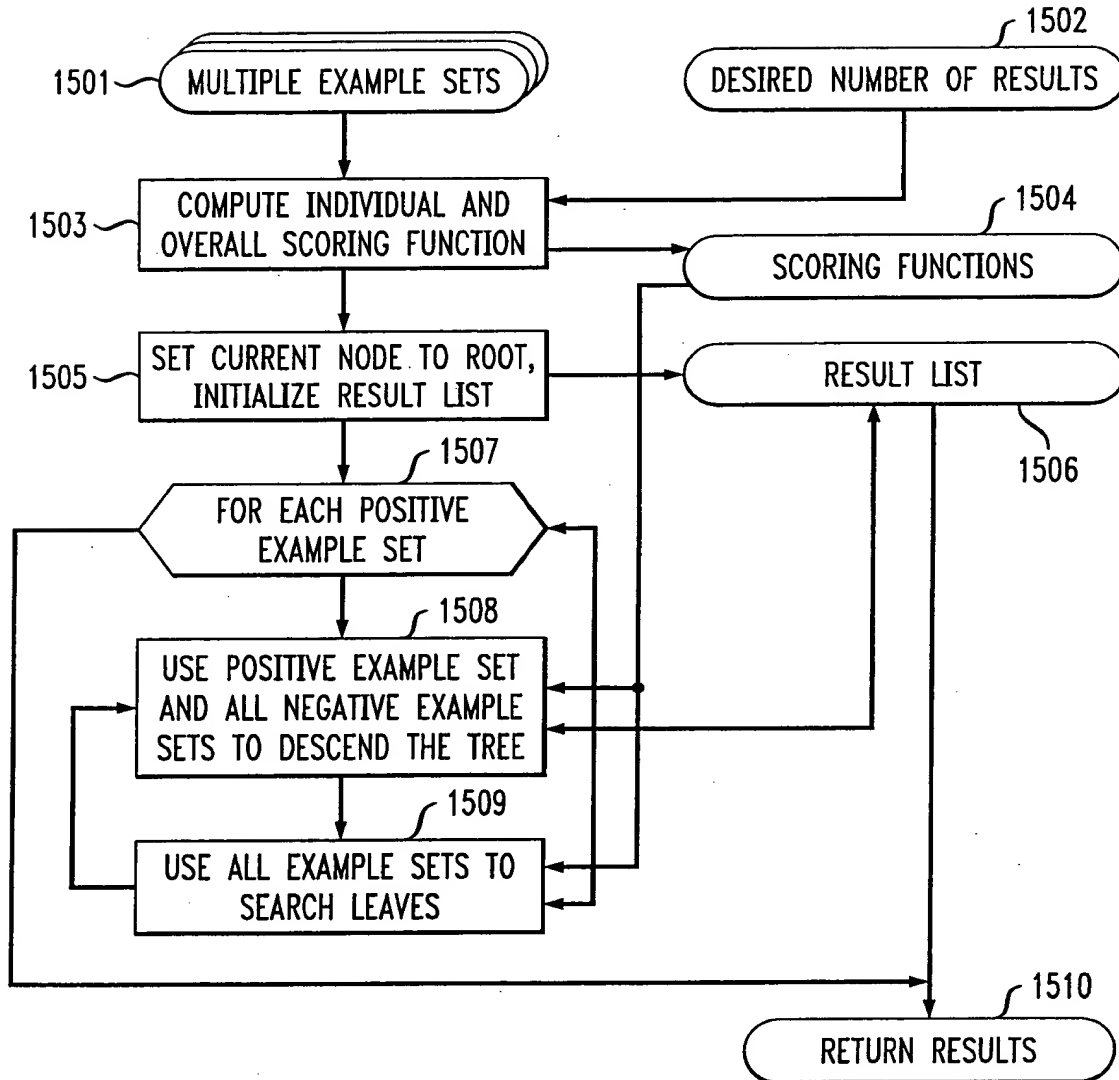 1501
MULTIPLE EXAMPLE SETS
1502
DESIRED NUMBER OF RESULTS
1503
COMPUTE INDIVIDUAL AND
OVERALL SCORING FUNCTION
1504
SCORING FUNCTIONS
1505
SET CURRENT NODE TO ROOT,
INITIALIZE RESULT LIST
RESULT LIST
1506
1507
FOR EACH POSITIVE
EXAMPLE SET
1508
USE POSITIVE EXAMPLE SET
AND ALL NEGATIVE EXAMPLE
SETS TO DESCEND THE TREE
1509
USE ALL EXAMPLE SETS TO
SEARCH LEAVES
1510
RETURN RESULTS